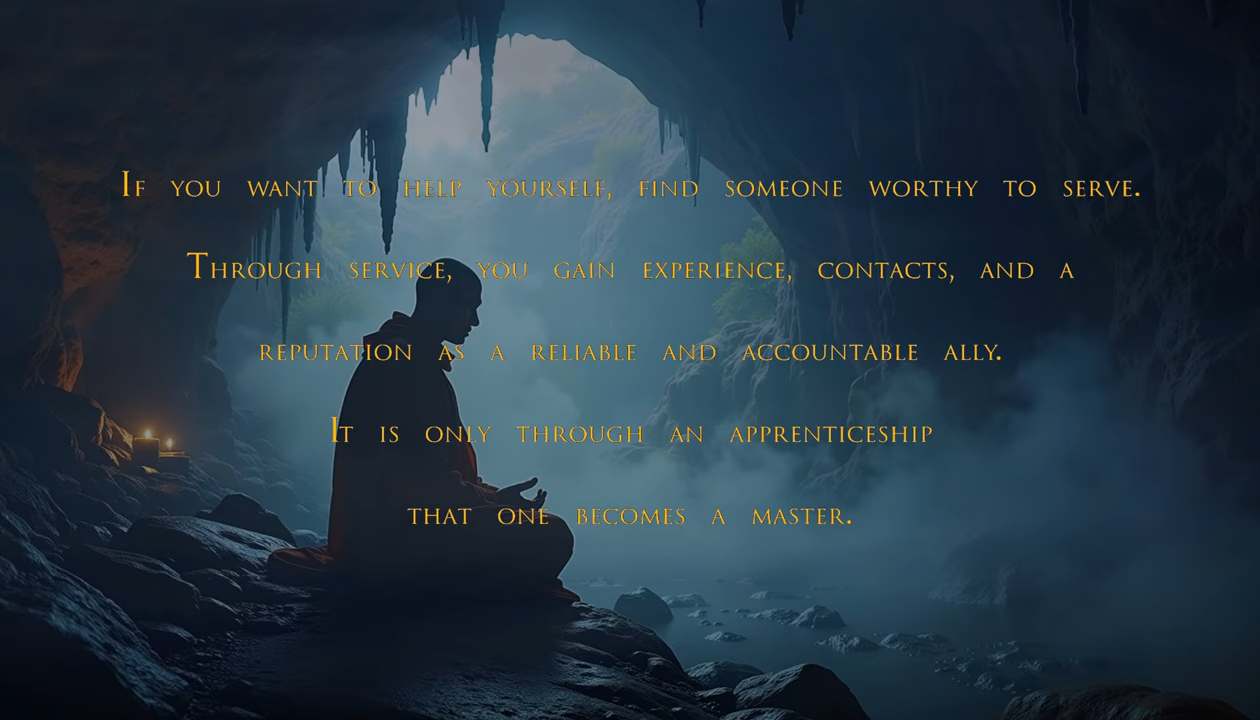 If you want to help yourself, find someone worthy to serve.
Through service, you gain experience, contacts, and a
reputation as a reliable and accountable ally.
It is only through an apprenticeship
that one becomes a master.